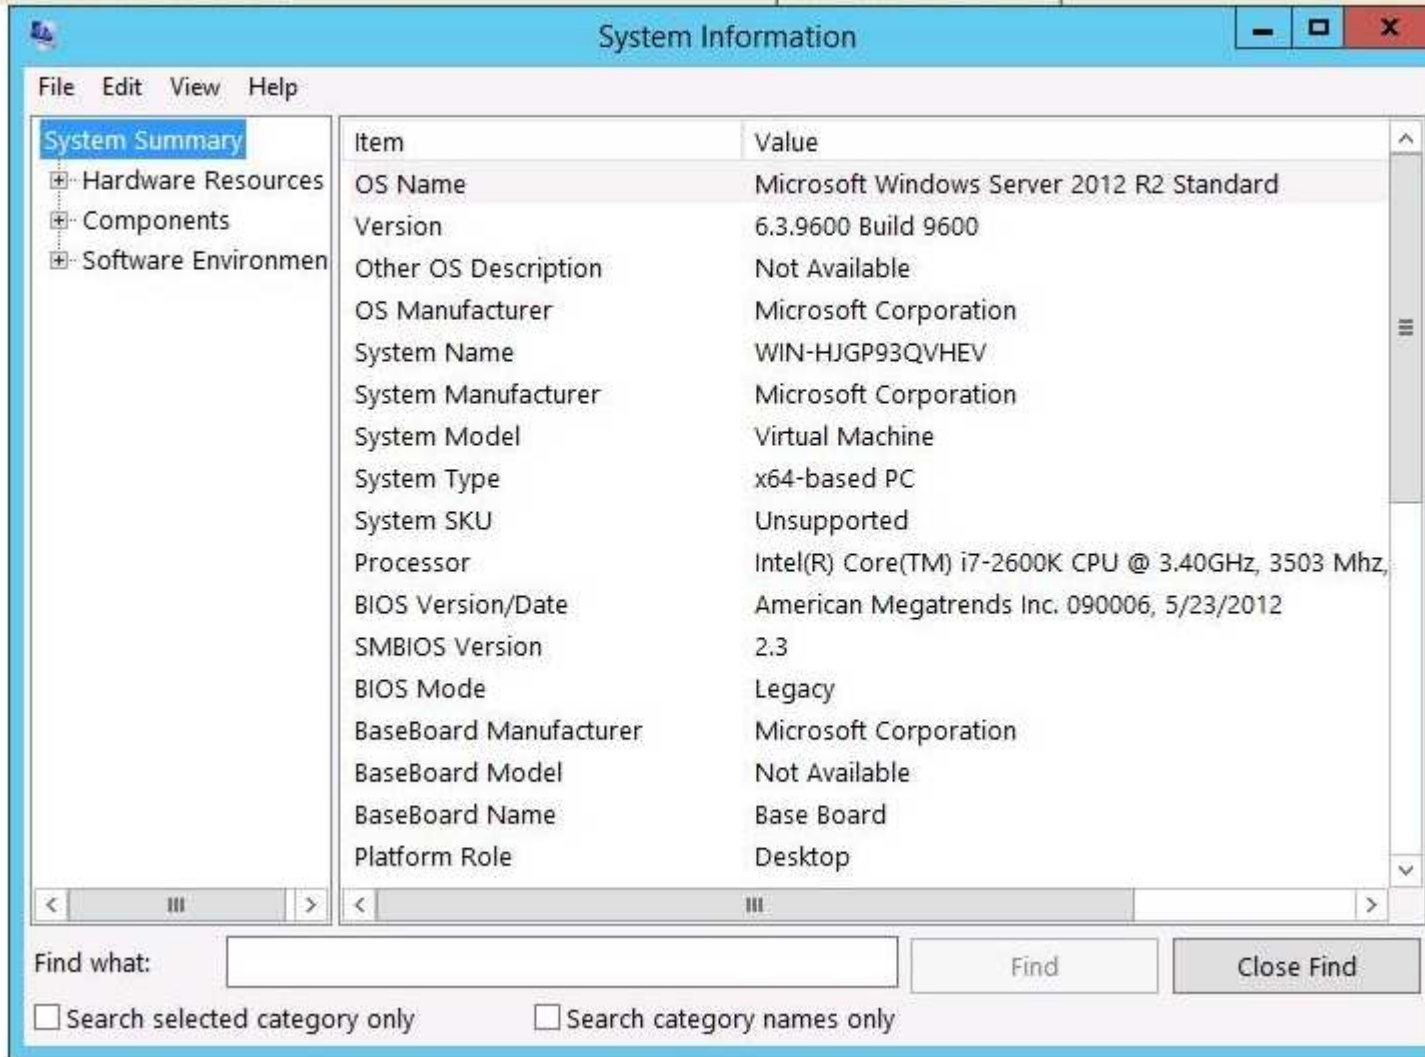 System Information
File Edit View Help
System Summary
Hardware Resources
Components
Software Environmen
Item Value
OS Name Microsoft Windows Server 2012 R2 Standard
Version 6.3.9600 Build 9600
Other OS Description Not Available
OS Manufacturer Microsoft Corporation
System Name WIN-HJGP93QVHEV
System Manufacturer Microsoft Corporation
System Model Virtual Machine
System Type x64-based PC
System SKU Unsupported
Processor Intel(R) Core(TM) i7-2600K CPU @ 3.40GHz, 3503 Mhz,
BIOS Version/Date American Megatrends Inc. 090006, 5/23/2012
SMBIOS Version 2.3
BIOS Mode Legacy
BaseBoard Manufacturer Microsoft Corporation
BaseBoard Model Not Available
BaseBoard Name Base Board
Platform Role Desktop
Find what: Find Close Find
Search selected category only Search category names only